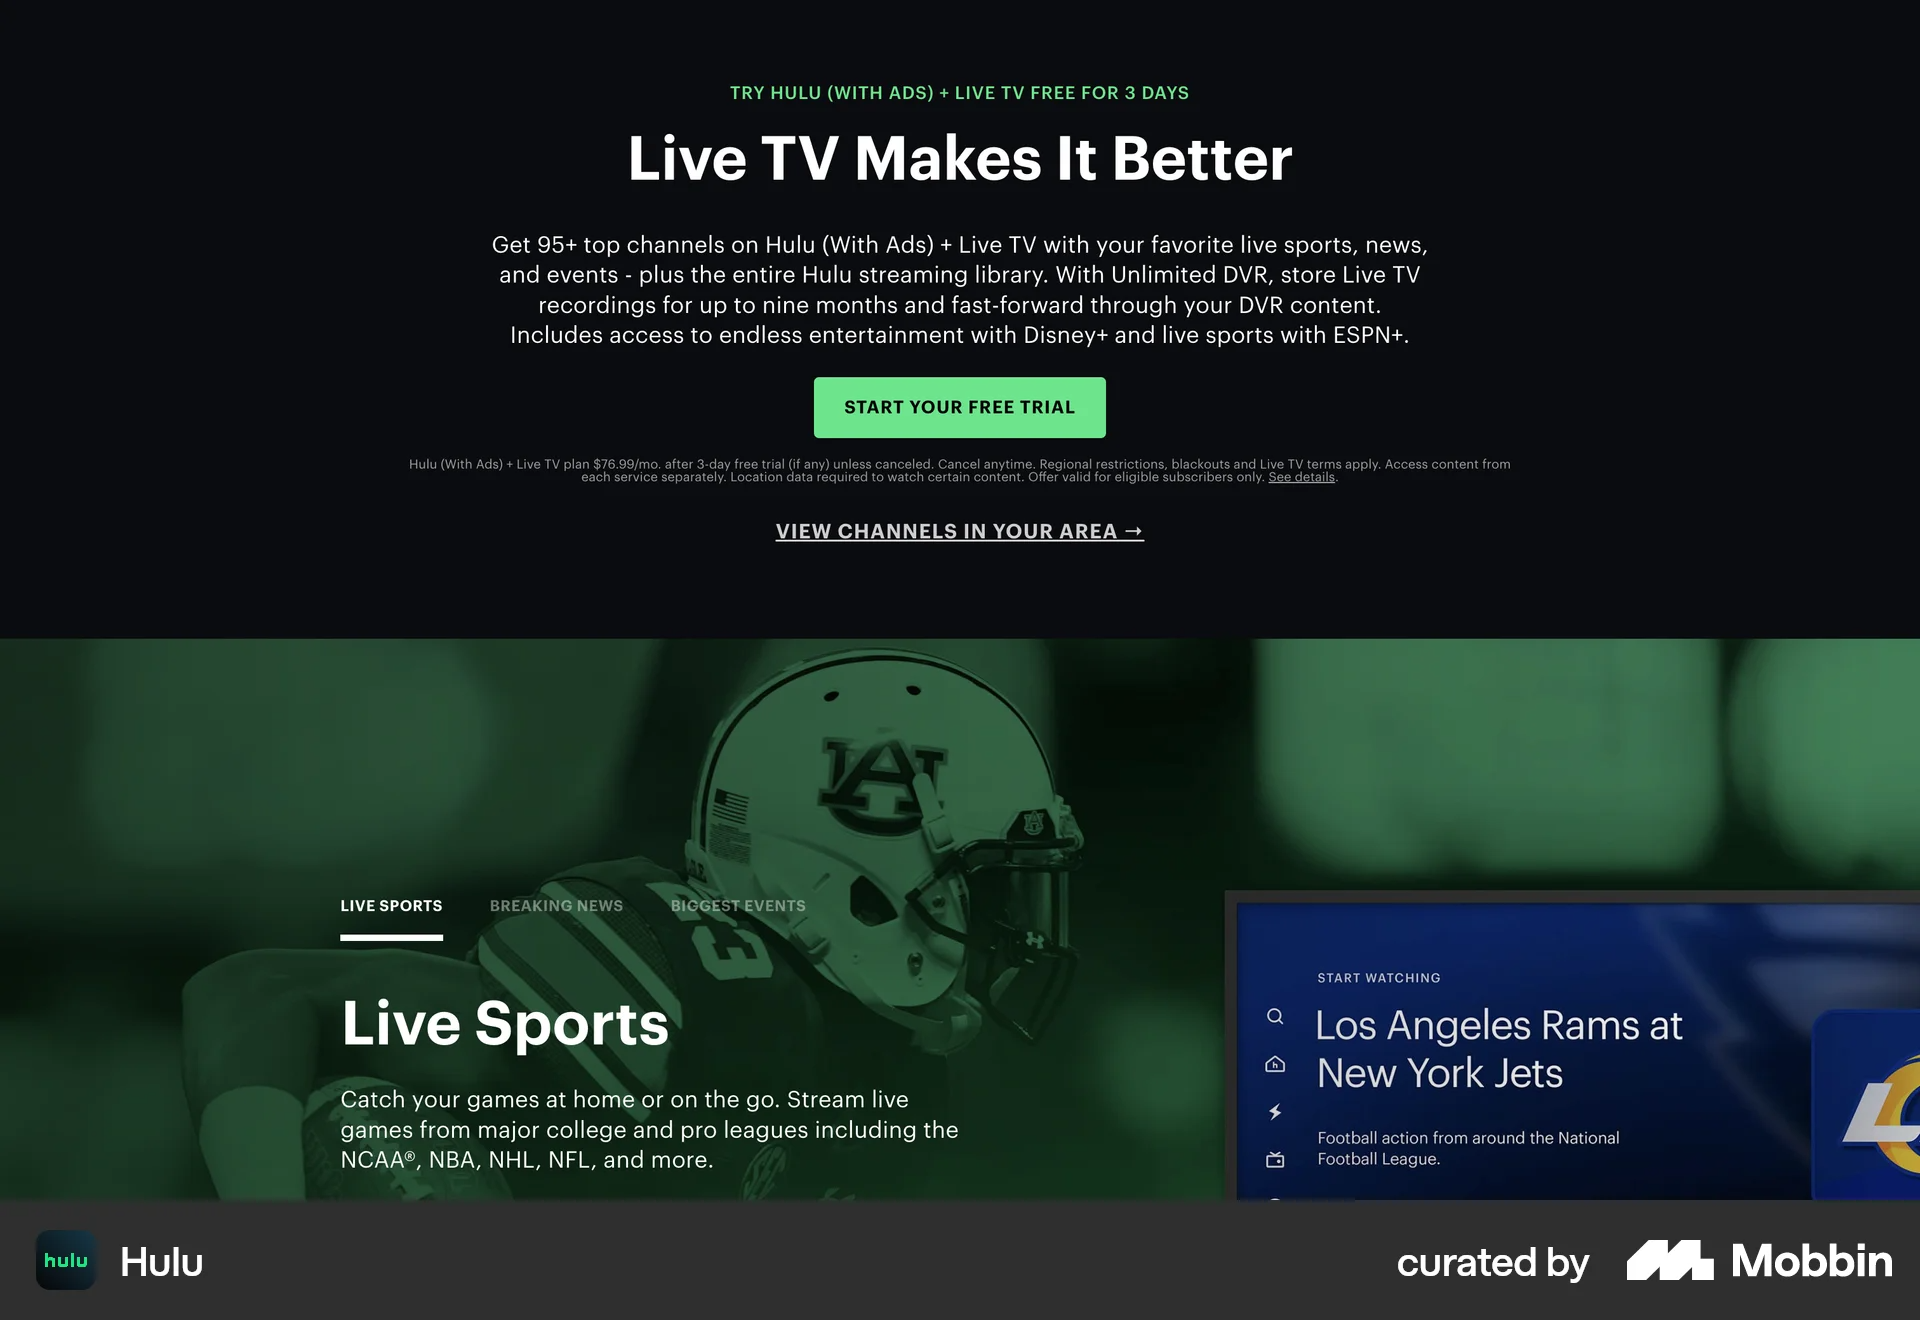 TRY HULU (WITH ADS) + LIVE TV FREE FOR 3 DAYS
Live TV Makes It Better
Get 95+ top channels on Hulu (With Ads) + Live TV with your favorite live sports, news,
and events - plus the entire Hulu streaming library. With Unlimited DVR, store Live TV
recordings for up to nine months and fast-forward through your DVR content.
Includes access to endless entertainment with Disney+ and live sports with ESPN+.
START YOUR FREE TRIAL
Hulu (With Ads) + Live TV plan $76.99/mo. after 3-day free trial (if any) unless canceled. Cancel anytime. Regional restrictions, blackouts and Live TV terms apply. Access content from
each service separately. Location data required to watch certain content. Offer valid for eligible subscribers only. See details.
VIEW CHANNELS IN YOUR AREA →
LIVE SPORTS
BREAKING NEWS
BIGGEST EVENTS
Live Sports
Catch your games at home or on the go. Stream live
games from major college and pro leagues including the
NCAA®, NBA, NHL, NFL, and more.
START WATCHING
Los Angeles Rams at
New York Jets
Football action from around the National
Football League.
hulu
Hulu
curated by
Mobbin